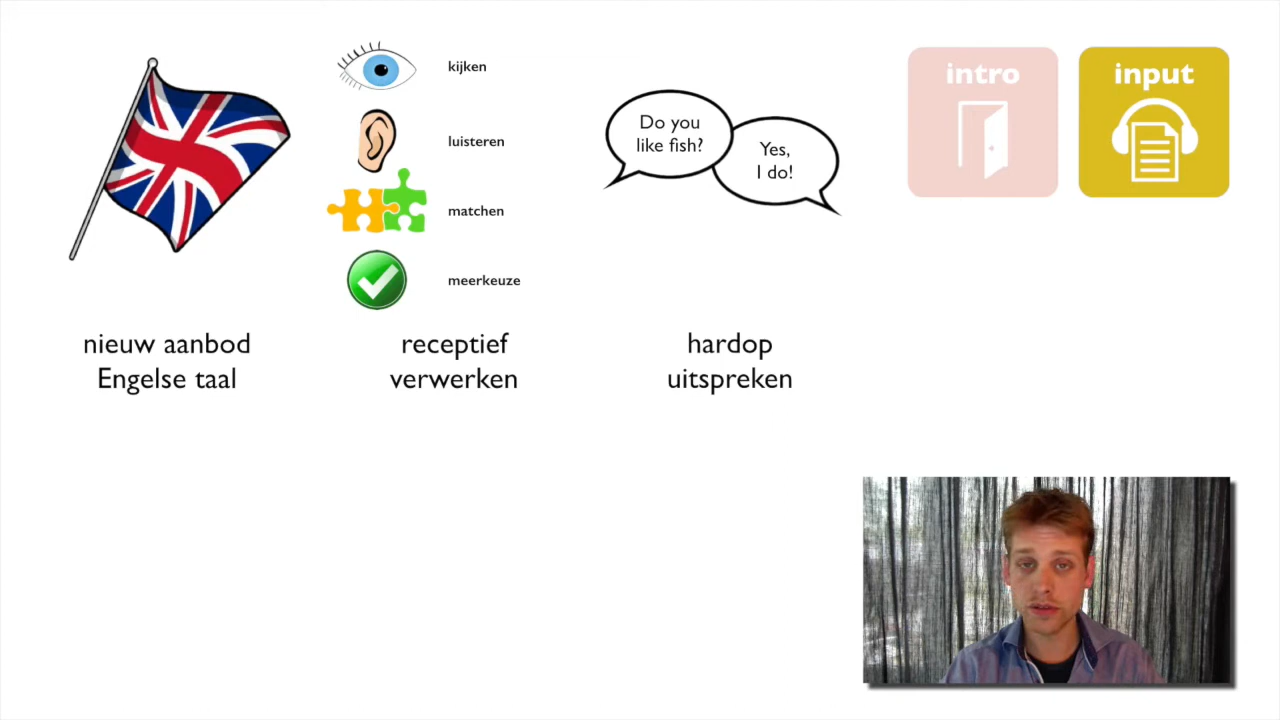 kijken
luisteren
matchen
meerkeuze
Do you
like fish?
Yes,
I do!
intro
input
nieuw aanbod
Engelse taal
receptief
verwerken
hardop
uitspreken